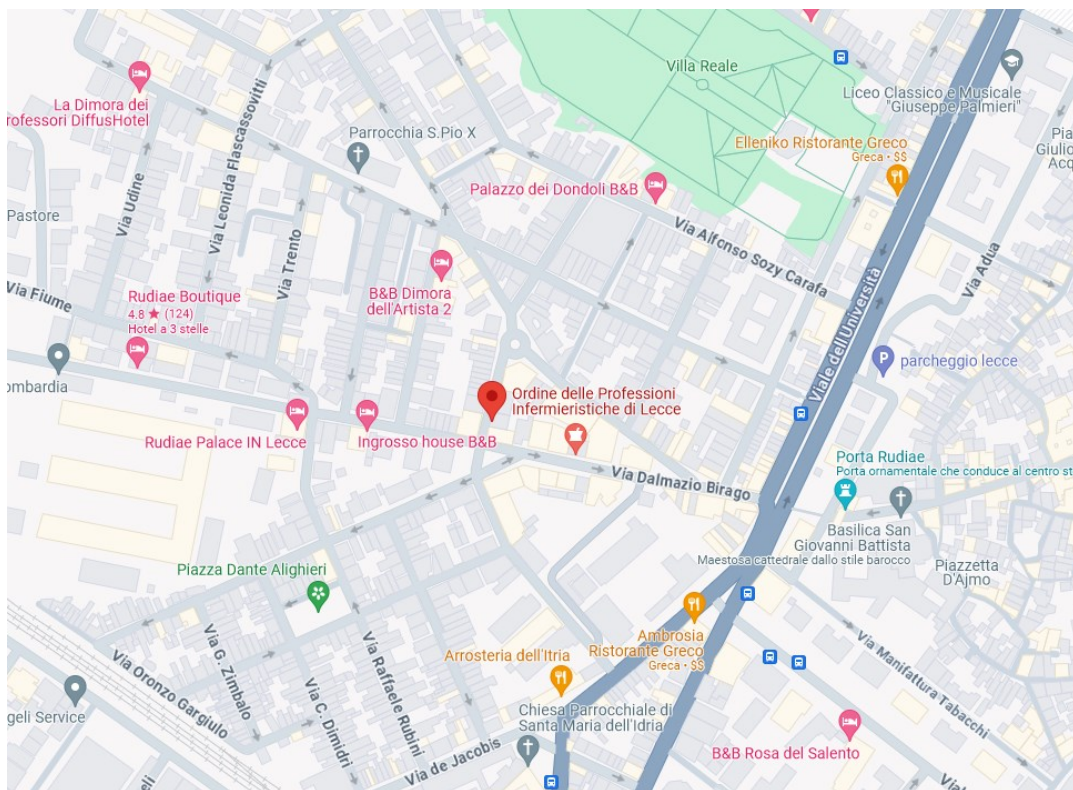 Villa Reale
Liceo Classico e Musicale
"Giuseppe Palmieri"
La Dimora dei
rofessori DiffusHotel
Via Leonida Flascassovitti
Parrocchia S.Pio X
Elleniko Ristorante Greco
Greca • $$
Pia
Giulio
Acq
Palazzo dei Dondoli B&B
Pastore
Via Udine
Via Trento
Via Alfonso Sozy Carafa
Via Adua
Via Fiume
Rudiae Boutique
4.8 ★ (124)
Hotel a 3 stelle
B&B Dimora
dell'Artista 2
Viale dell'Università
P
parcheggio lecce
ombardia
Ordine delle Professioni
Infermieristiche di Lecce
Rudiae Palace IN Lecce
Ingrosso house B&B
Via Dalmazio Birago
Porta Rudiae
Porta ornamentale che conduce al centro st
Basilica San
Giovanni Battista
Maestosa cattedrale dallo stile barocco
Piazzetta
D'Ajmo
Piazza Dante Alighieri
Ambrosia
Ristorante Greco
Greca • $$
Arrosteria dell'Itria
Via Manifattura Tabacchi
Via Oronzo Gargiulo
Via G. Zimbalo
Via C. Dimidri
Via Raffaele Rubini
geli Service
Chiesa Parrocchiale di
Santa Maria dell'Idria
Via de Jacobis
B&B Rosa del Salento